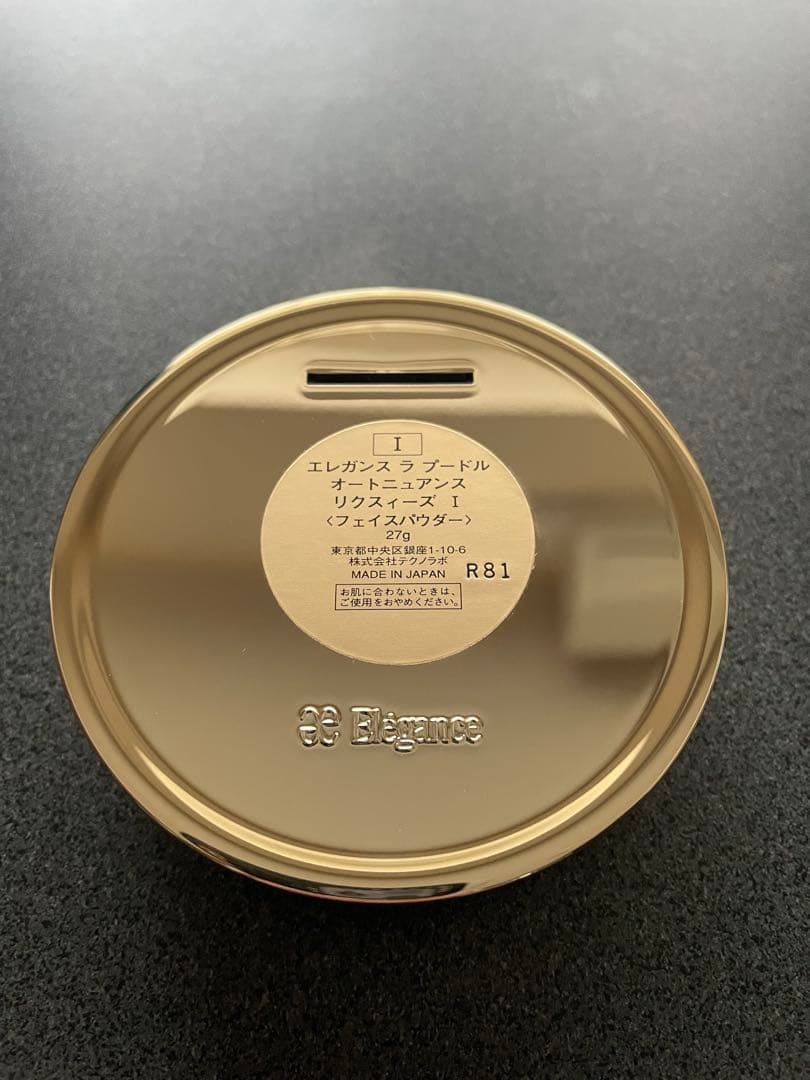 I
エレガンス ラ プードル
オートニュアンス
リクスィーズ I
〈フェイスパウダー〉
27g
東京都中央区銀座1-10-6
株式会社テクノラボ
MADE IN JAPAN R81
お肌に合わないときは、
ご使用をおやめください。
Elégance